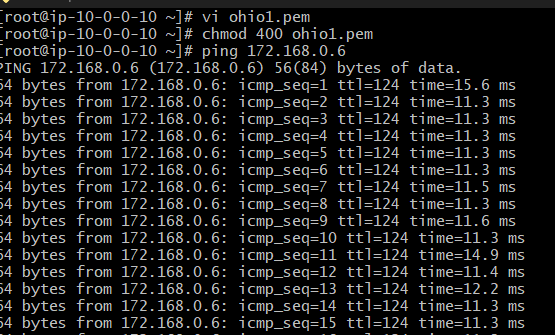 [root@ip-10-0-0-10 ~]# vi ohio1.pem
[root@ip-10-0-0-10 ~]# chmod 400 ohio1.pem
[root@ip-10-0-0-10 ~]# ping 172.168.0.6
PING 172.168.0.6 (172.168.0.6) 56(84) bytes of data.
64 bytes from 172.168.0.6: icmp_seq=1 ttl=124 time=15.6 ms
64 bytes from 172.168.0.6: icmp_seq=2 ttl=124 time=11.3 ms
64 bytes from 172.168.0.6: icmp_seq=3 ttl=124 time=11.3 ms
64 bytes from 172.168.0.6: icmp_seq=4 ttl=124 time=11.3 ms
64 bytes from 172.168.0.6: icmp_seq=5 ttl=124 time=11.3 ms
64 bytes from 172.168.0.6: icmp_seq=6 ttl=124 time=11.3 ms
64 bytes from 172.168.0.6: icmp_seq=7 ttl=124 time=11.5 ms
64 bytes from 172.168.0.6: icmp_seq=8 ttl=124 time=11.3 ms
64 bytes from 172.168.0.6: icmp_seq=9 ttl=124 time=11.6 ms
64 bytes from 172.168.0.6: icmp_seq=10 ttl=124 time=11.3 ms
64 bytes from 172.168.0.6: icmp_seq=11 ttl=124 time=14.9 ms
64 bytes from 172.168.0.6: icmp_seq=12 ttl=124 time=11.4 ms
64 bytes from 172.168.0.6: icmp_seq=13 ttl=124 time=12.2 ms
64 bytes from 172.168.0.6: icmp_seq=14 ttl=124 time=11.3 ms
64 bytes from 172.168.0.6: icmp_seq=15 ttl=124 time=11.3 ms